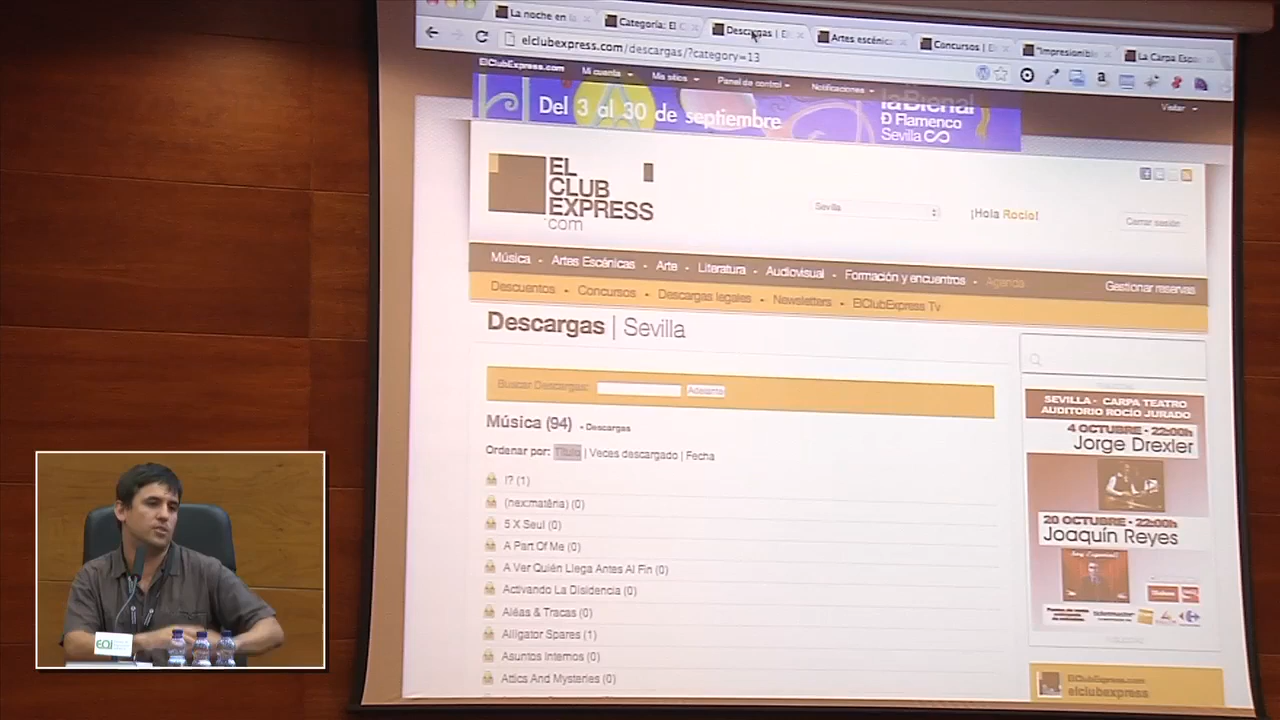 La noche en
Categoría: El C
Descargas | El
Artes escénic
Concursos | E
"Impresionible
La Carpa Esp
elclubexpress.com/descargas/?category=13
ElClubExpress.com
Mi cuenta
Mis sitios
Panel de control
Notificaciones
Visitar
Del 3 al 30 de septiembre
la Bienal
Đ Flamenco
Sevilla
EL
CLUB
EXPRESS
.com
Sevilla
¡Hola Rocio!
Cerrar sesión
Música - Artes Escénicas - Arte - Literatura - Audiovisual - Formación y encuentros - Agenda
Gestionar reservas
Descuentos - Concursos - Descargas legales - Newsletters - ElClubExpress Tv
Descargas | Sevilla
Buscar Descargas:
Adelante
Música (94) - Descargas
Ordenar por: Título | Veces descargado | Fecha
!? (1)
(nex:matéria) (0)
5 X Seul (0)
A Part Of Me (0)
A Ver Quién Llega Antes Al Fin (0)
Activando La Disidencia (0)
Aléas & Tracas (0)
Alligator Spares (1)
Asuntos Internos (0)
Attics And Mysteries (0)
SEVILLA - CARPA TEATRO
AUDITORIO ROCÍO JURADO
4 OCTUBRE - 22:00h
Jorge Drexler
20 OCTUBRE - 22:00h
Joaquín Reyes
ElClubExpress.com
elclubexpress
EOI